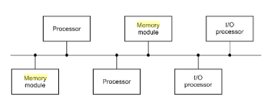 Processor
Memory
module
I/O
processor
Memory
module
Processor
I/O
processor